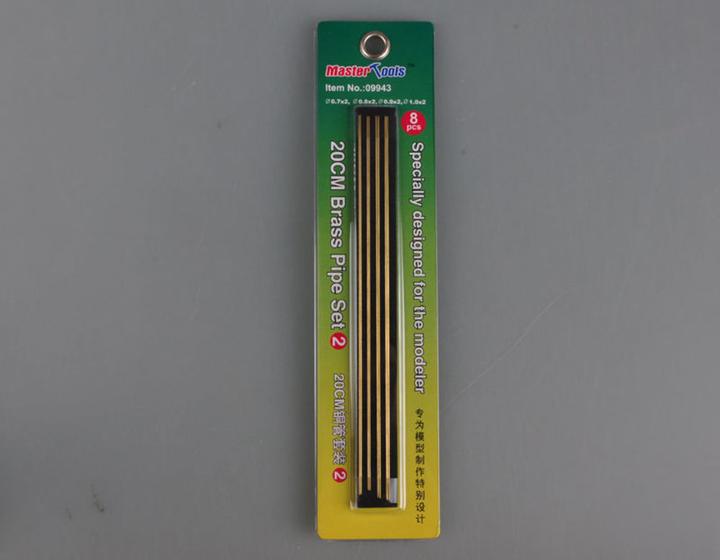 MasterTools™
Item No.:09943
Ø0.7x2, Ø0.8x2, Ø0.9x2, Ø1.0x2
8
pcs
Specially designed for the modeler
专为模型制作特别设计
20CM Brass Pipe Set 2
20CM铜管套装 2